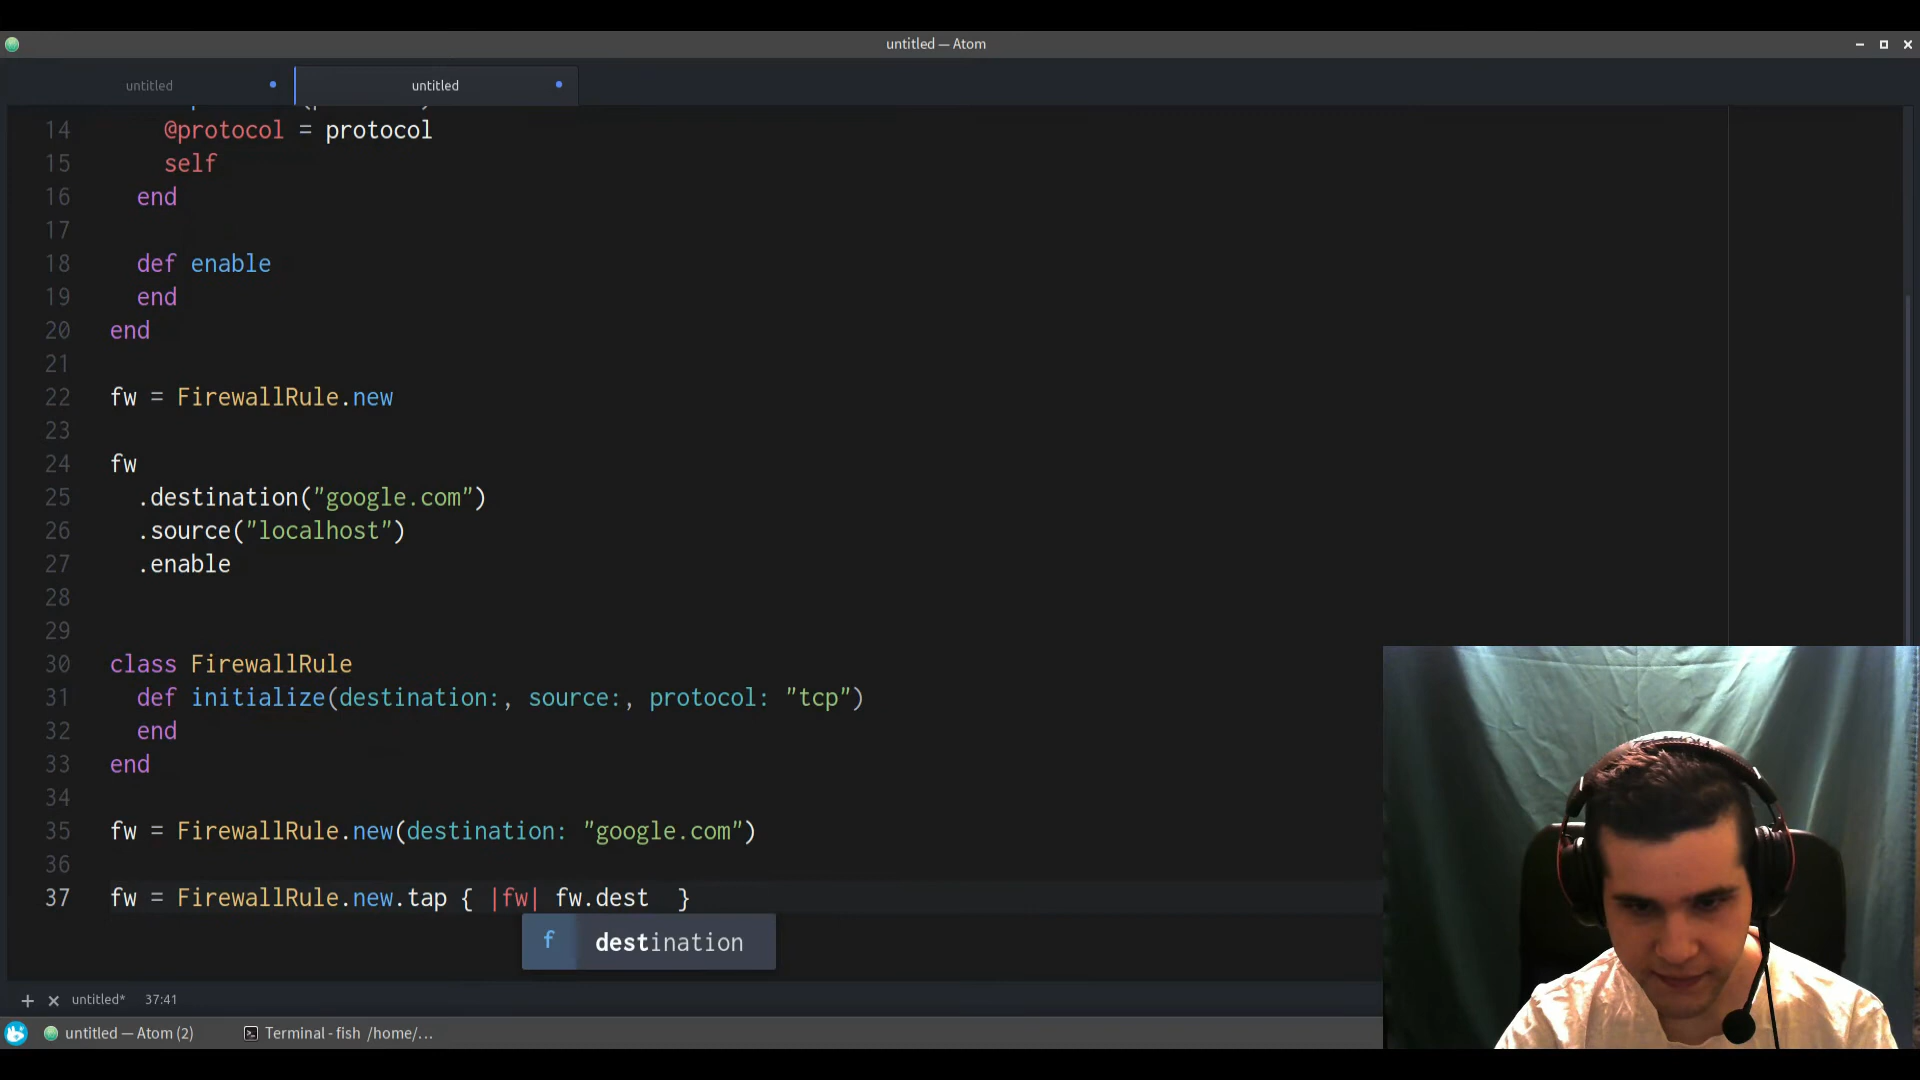 untitled — Atom
untitled
untitled
14 @protocol = protocol
15 self
16 end
17
18 def enable
19 end
20 end
21
22 fw = FirewallRule.new
23
24 fw
25 .destination("google.com")
26 .source("localhost")
27 .enable
28
29
30 class FirewallRule
31 def initialize(destination:, source:, protocol: "tcp")
32 end
33 end
34
35 fw = FirewallRule.new(destination: "google.com")
36
37 fw = FirewallRule.new.tap { |fw| fw.dest  }
f destination
untitled* 37:41
untitled — Atom (2)
Terminal - fish /home/...